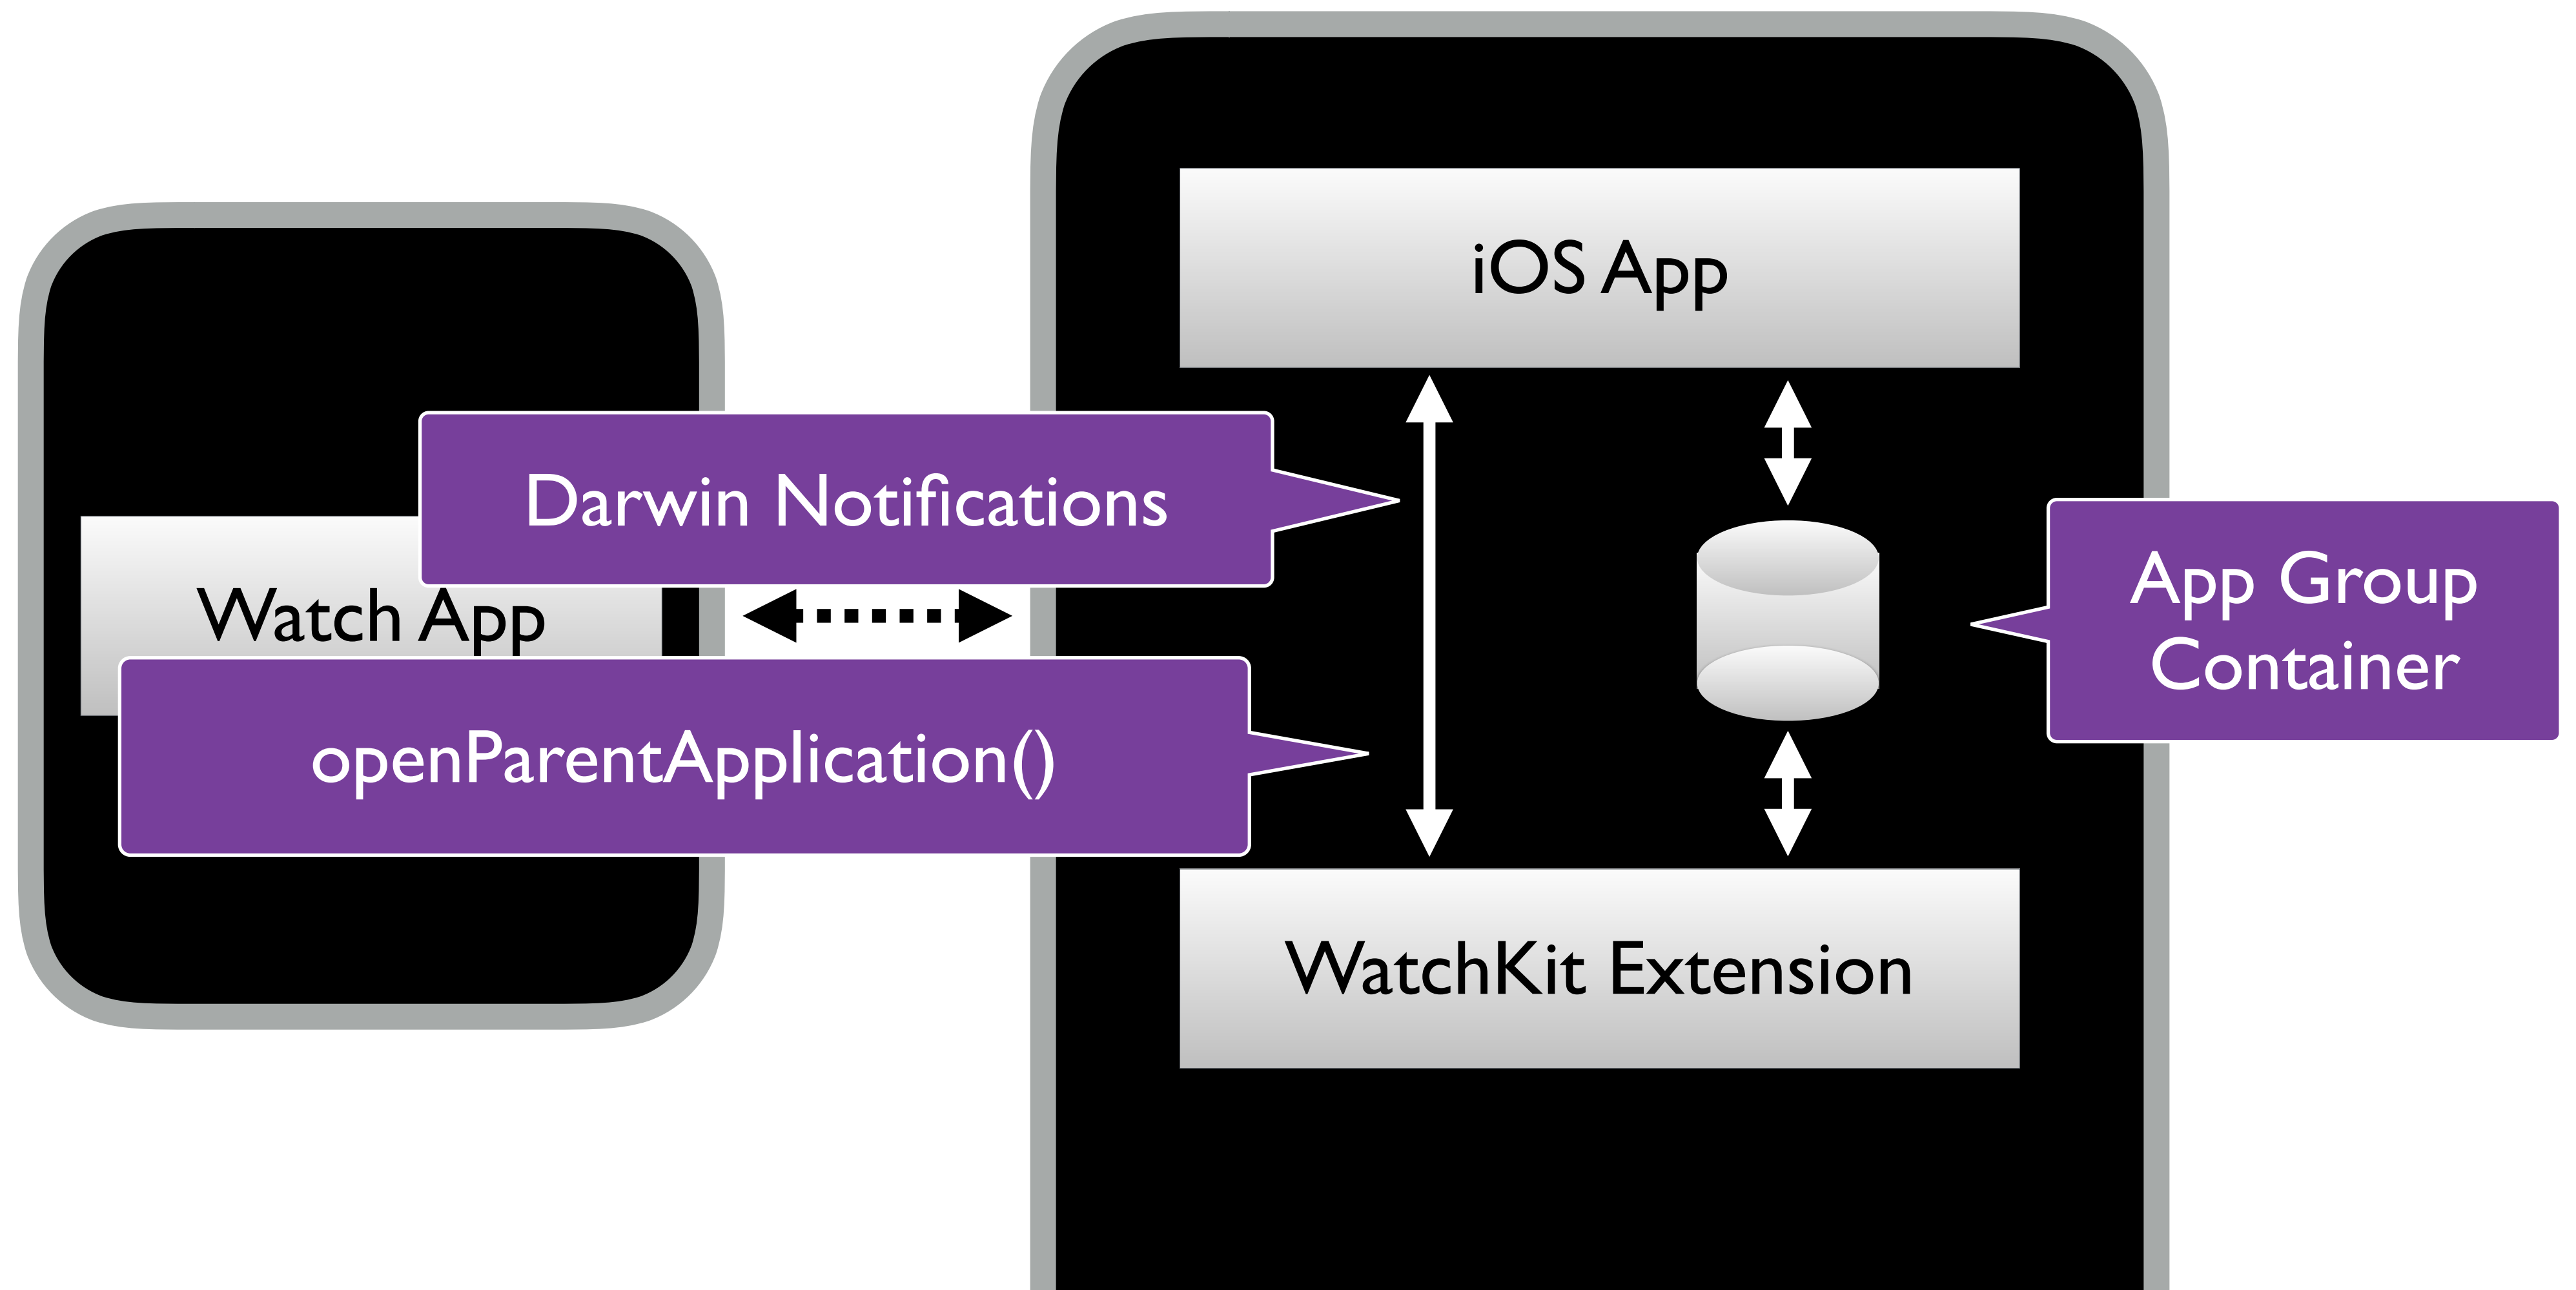 iOS App
Darwin Notifications
Watch App
openParentApplication()
App Group
Container
WatchKit Extension